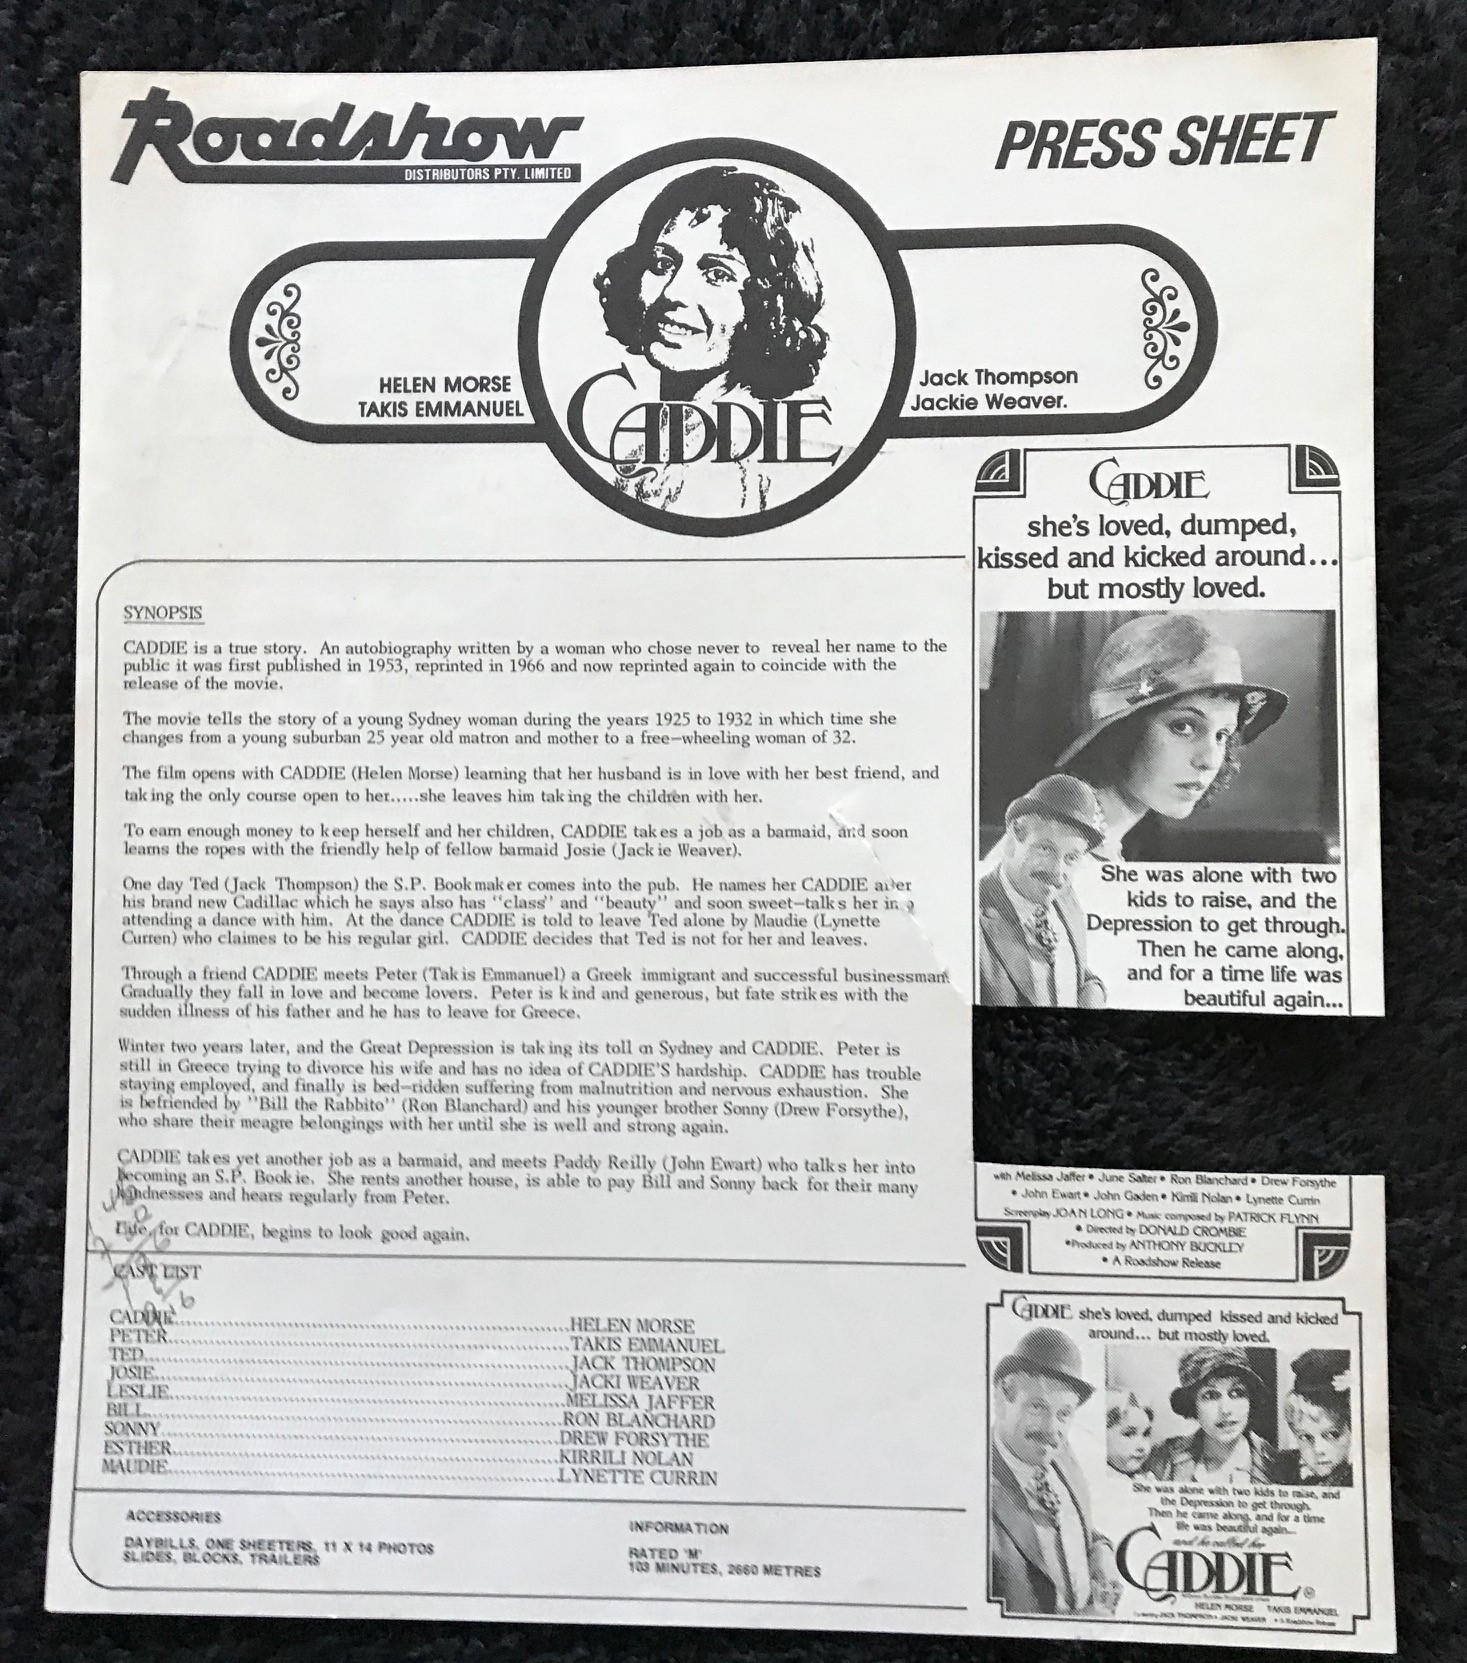 Roadshow
DISTRIBUTORS PTY. LIMITED
PRESS SHEET
HELEN MORSE
TAKIS EMMANUEL
CADDIE
Jack Thompson
Jackie Weaver.
SYNOPSIS
CADDIE is a true story. An autobiography written by a woman who chose never to reveal her name to the
public it was first published in 1953, reprinted in 1966 and now reprinted again to coincide with the
release of the movie.
The movie tells the story of a young Sydney woman during the years 1925 to 1932 in which time she
changes from a young suburban 25 year old matron and mother to a free-wheeling woman of 32.
The film opens with CADDIE (Helen Morse) learning that her husband is in love with her best friend, and
taking the only course open to her.....she leaves him taking the children with her.
To earn enough money to keep herself and her children, CADDIE takes a job as a barmaid, and soon
learns the ropes with the friendly help of fellow barmaid Josie (Jackie Weaver).
One day Ted (Jack Thompson) the S.P. Bookmaker comes into the pub. He names her CADDIE after
his brand new Cadillac which he says also has "class" and "beauty" and soon sweet-talks her in
attending a dance with him. At the dance CADDIE is told to leave Ted alone by Maudie (Lynette
Curren) who claimes to be his regular girl. CADDIE decides that Ted is not for her and leaves.
Through a friend CADDIE meets Peter (Takis Emmanuel) a Greek immigrant and successful businessman
Gradually they fall in love and become lovers. Peter is kind and generous, but fate strikes with the
sudden illness of his father and he has to leave for Greece.
Winter two years later, and the Great Depression is taking its toll on Sydney and CADDIE. Peter is
still in Greece trying to divorce his wife and has no idea of CADDIE'S hardship. CADDIE has trouble
staying employed, and finally is bed-ridden suffering from malnutrition and nervous exhaustion. She
is befriended by "Bill the Rabbito" (Ron Blanchard) and his younger brother Sonny (Drew Forsythe),
who share their meagre belongings with her until she is well and strong again.
CADDIE takes yet another job as a barmaid, and meets Paddy Reilly (John Ewart) who talks her into
becoming an S.P. Bookie. She rents another house, is able to pay Bill and Sonny back for their many
kindnesses and hears regularly from Peter.
Life, for CADDIE, begins to look good again.
CAST LIST
CADDIE.....HELEN MORSE
PETER.....TAKIS EMMANUEL
TED.....JACK THOMPSON
JOSIE.....JACKI WEAVER
LESLIE.....MELISSA JAFFER
BILL.....RON BLANCHARD
SONNY.....DREW FORSYTHE
ESTHER.....KIRRILI NOLAN
MAUDIE.....LYNETTE CURRIN
ACCESSORIES
DAYBILLS, ONE SHEETERS, 11 X 14 PHOTOS
SLIDES, BLOCKS, TRAILERS
INFORMATION
RATED 'M'
103 MINUTES, 2660 METRES
CADDIE
she's loved, dumped,
kissed and kicked around...
but mostly loved.
She was alone with two
kids to raise, and the
Depression to get through.
Then he came along,
and for a time life was
beautiful again...
with Melissa Jaffer • June Salter • Ron Blanchard • Drew Forsythe
• John Ewart • John Gaden • Kirrili Nolan • Lynette Currin
Screenplay JOAN LONG • Music composed by PATRICK FLYNN
• Directed by DONALD CROMBIE
• Produced by ANTHONY BUCKLEY
• A Roadshow Release
CADDIE she's loved, dumped kissed and kicked
around... but mostly loved.
She was alone with two kids to raise, and
the Depression to get through.
Then he came along, and for a time
life was beautiful again...
and he called her
CADDIE
HELEN MORSE TAKIS EMMANUEL
JACK THOMPSON • JACKI WEAVER • A Roadshow Release